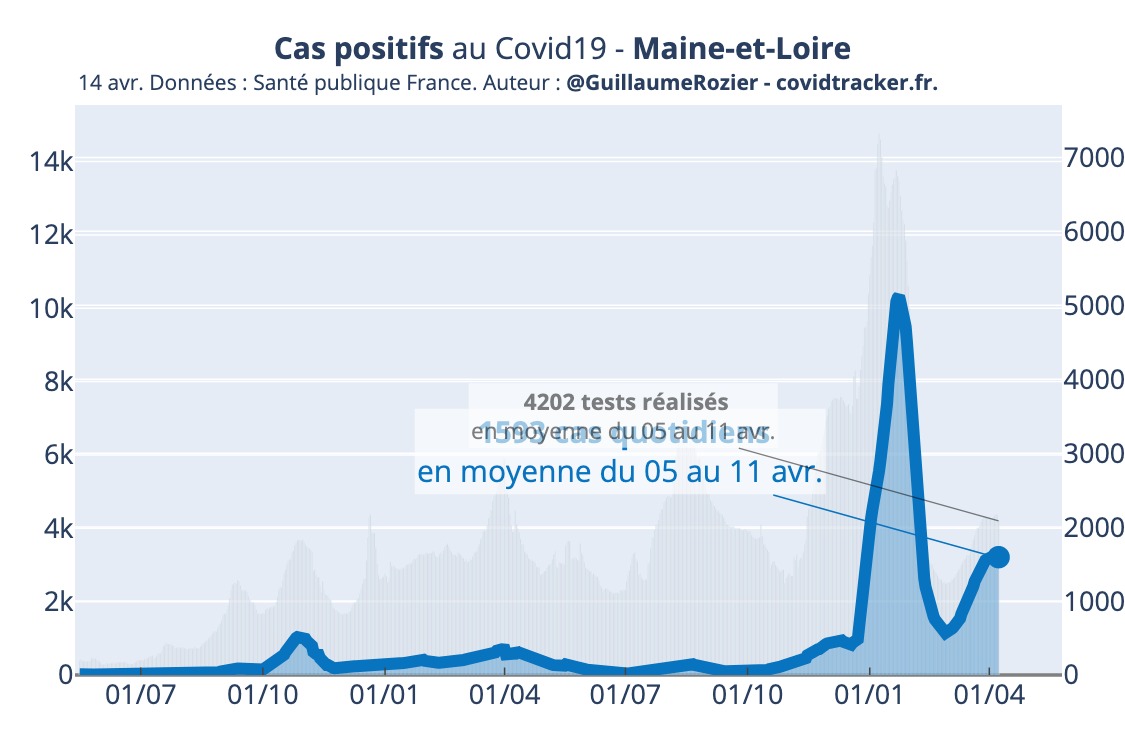 Cas positifs au Covid19 - Maine-et-Loire
14 avr. Données : Santé publique France. Auteur : @GuillaumeRozier - covidtracker.fr.
14k
12k
10k
8k
6k
4k
2k
0
7000
6000
5000
4000
3000
2000
1000
0
4202 tests réalisés
en moyenne du 05 au 11 avr.
1593 cas quotidiens
en moyenne du 05 au 11 avr.
01/07
01/10
01/01
01/04
01/07
01/10
01/01
01/04